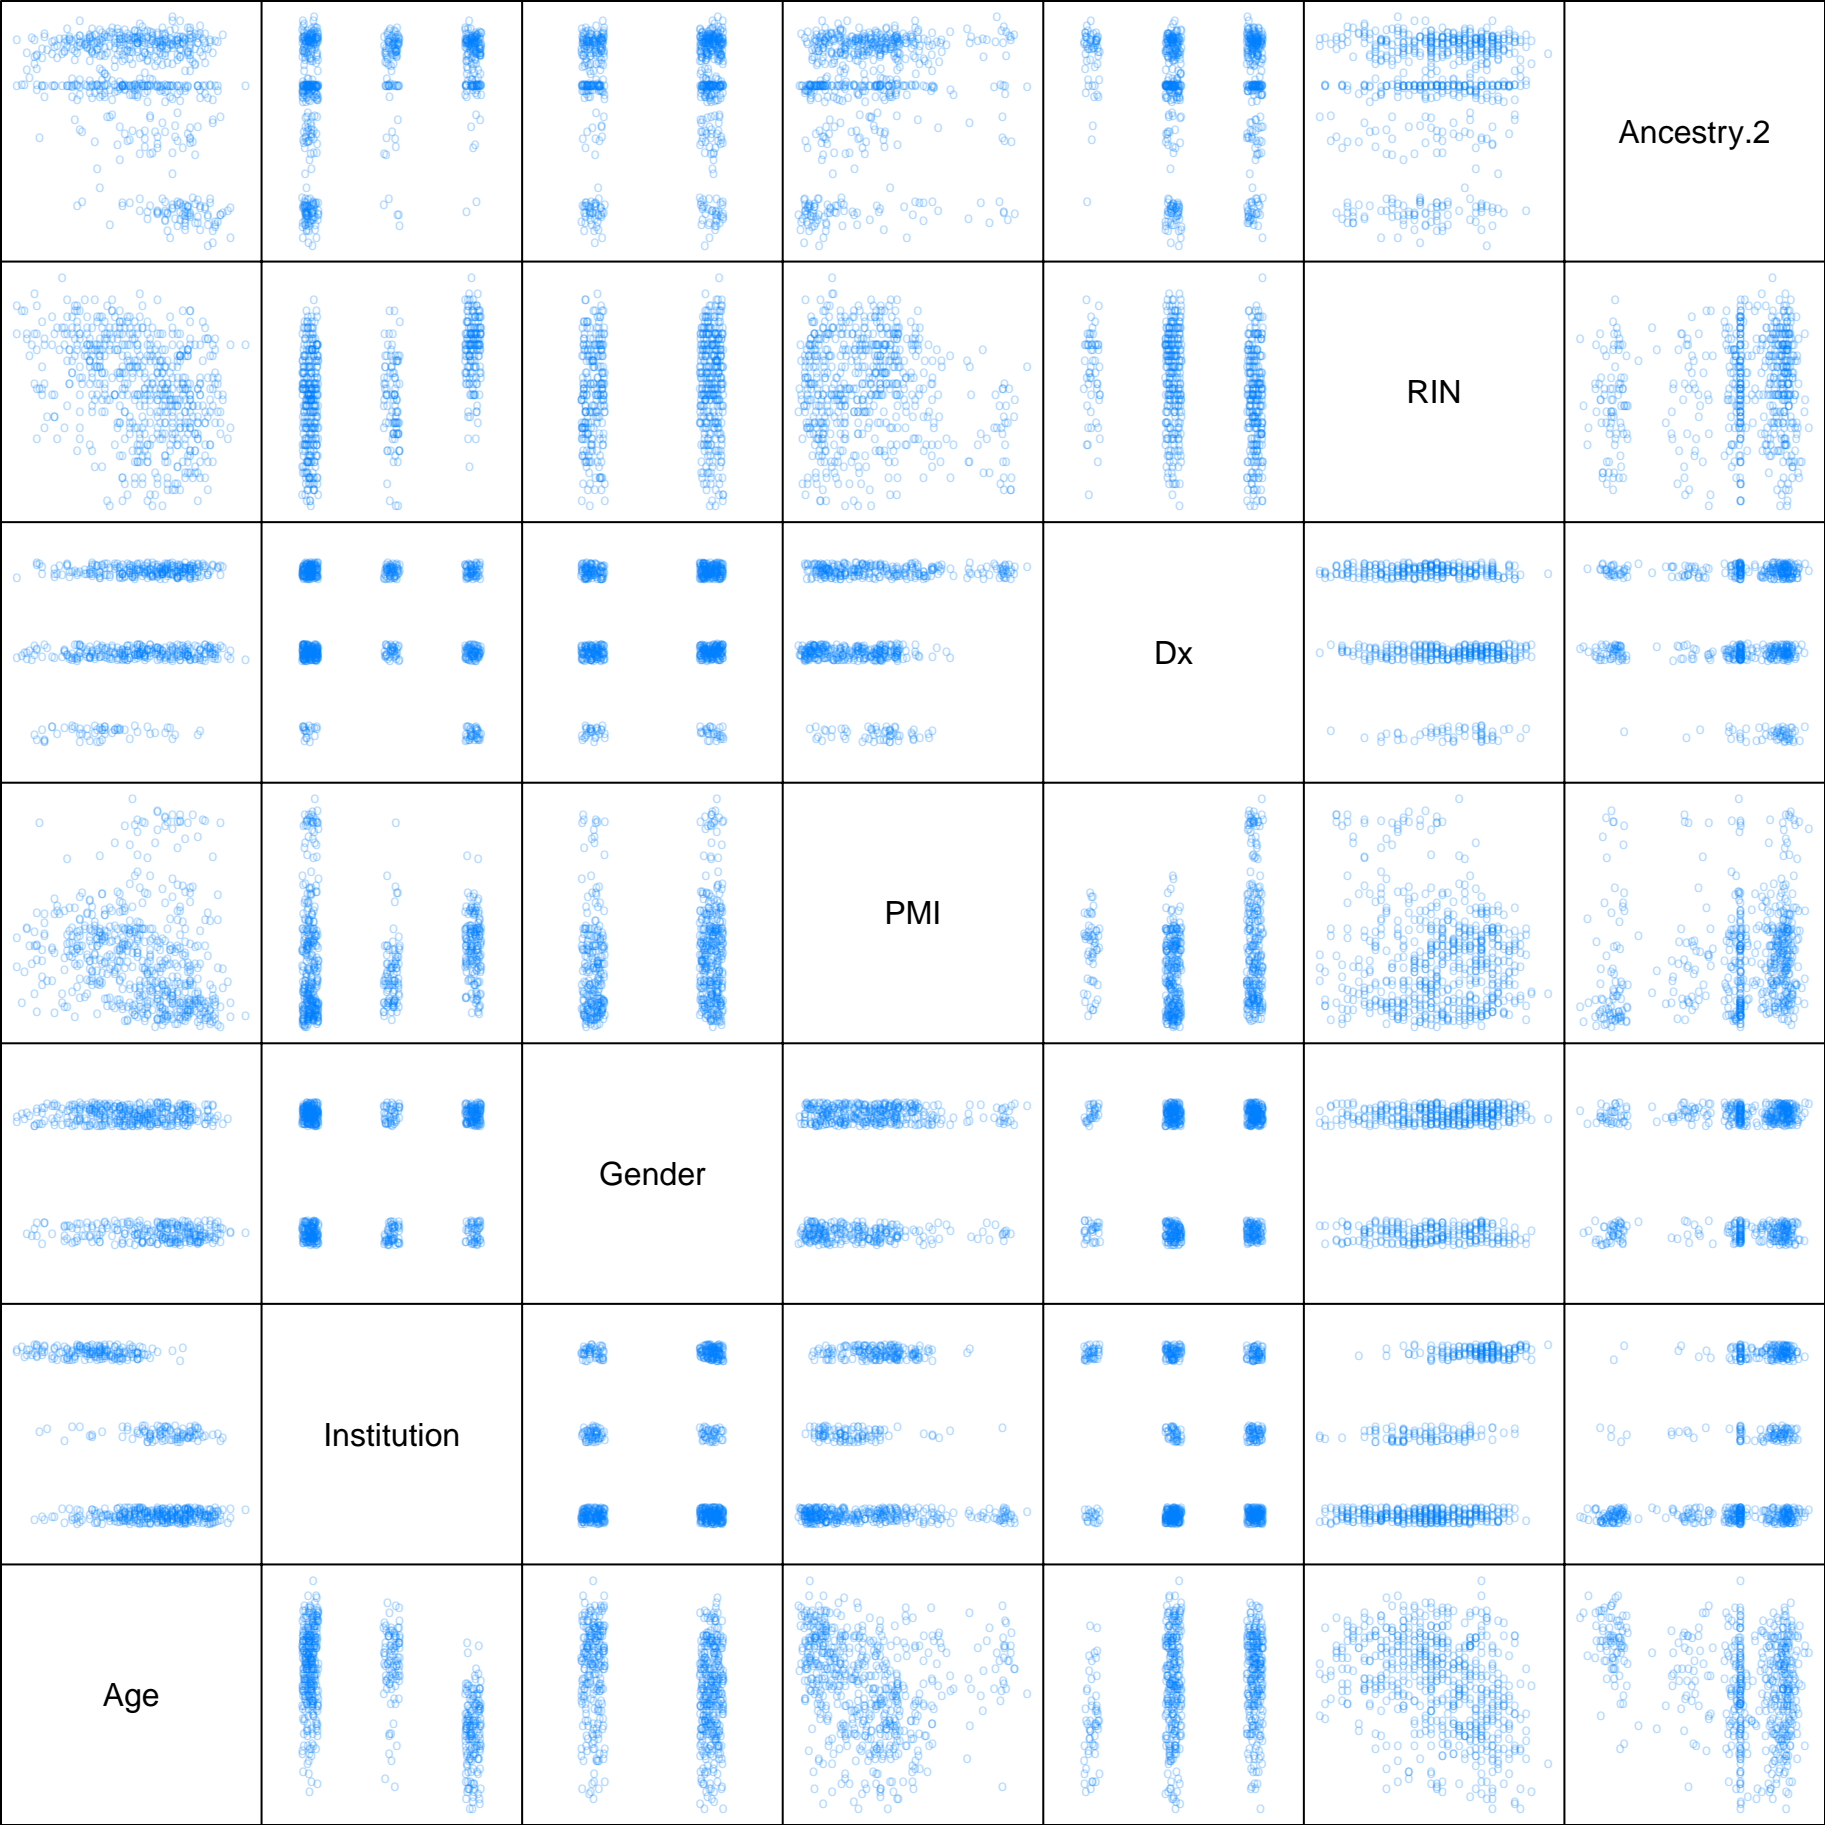 Ancestry.2
RIN
Dx
PMI
Gender
Institution
Age